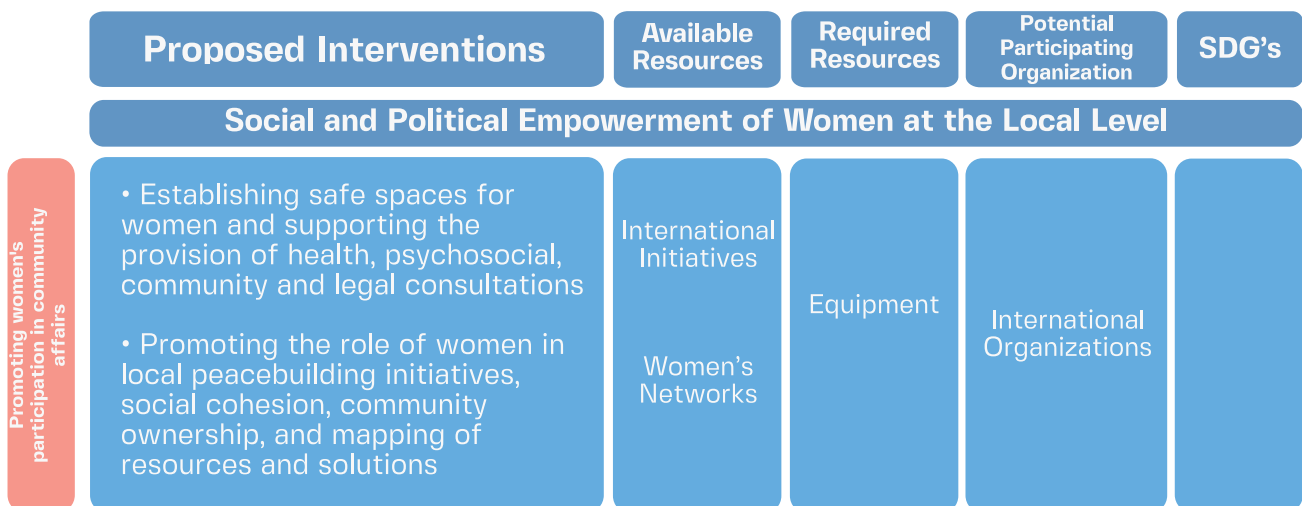 Proposed Interventions
Available
Resources
Required
Resources
Potential
Participating
Organization
SDG's
Social and Political Empowerment of Women at the Local Level
Promoting women's
participation in community
affairs
• Establishing safe spaces for
women and supporting the
provision of health, psychosocial,
community and legal consultations
• Promoting the role of women in
local peacebuilding initiatives,
social cohesion, community
ownership, and mapping of
resources and solutions
International
Initiatives
Women's
Networks
Equipment
International
Organizations